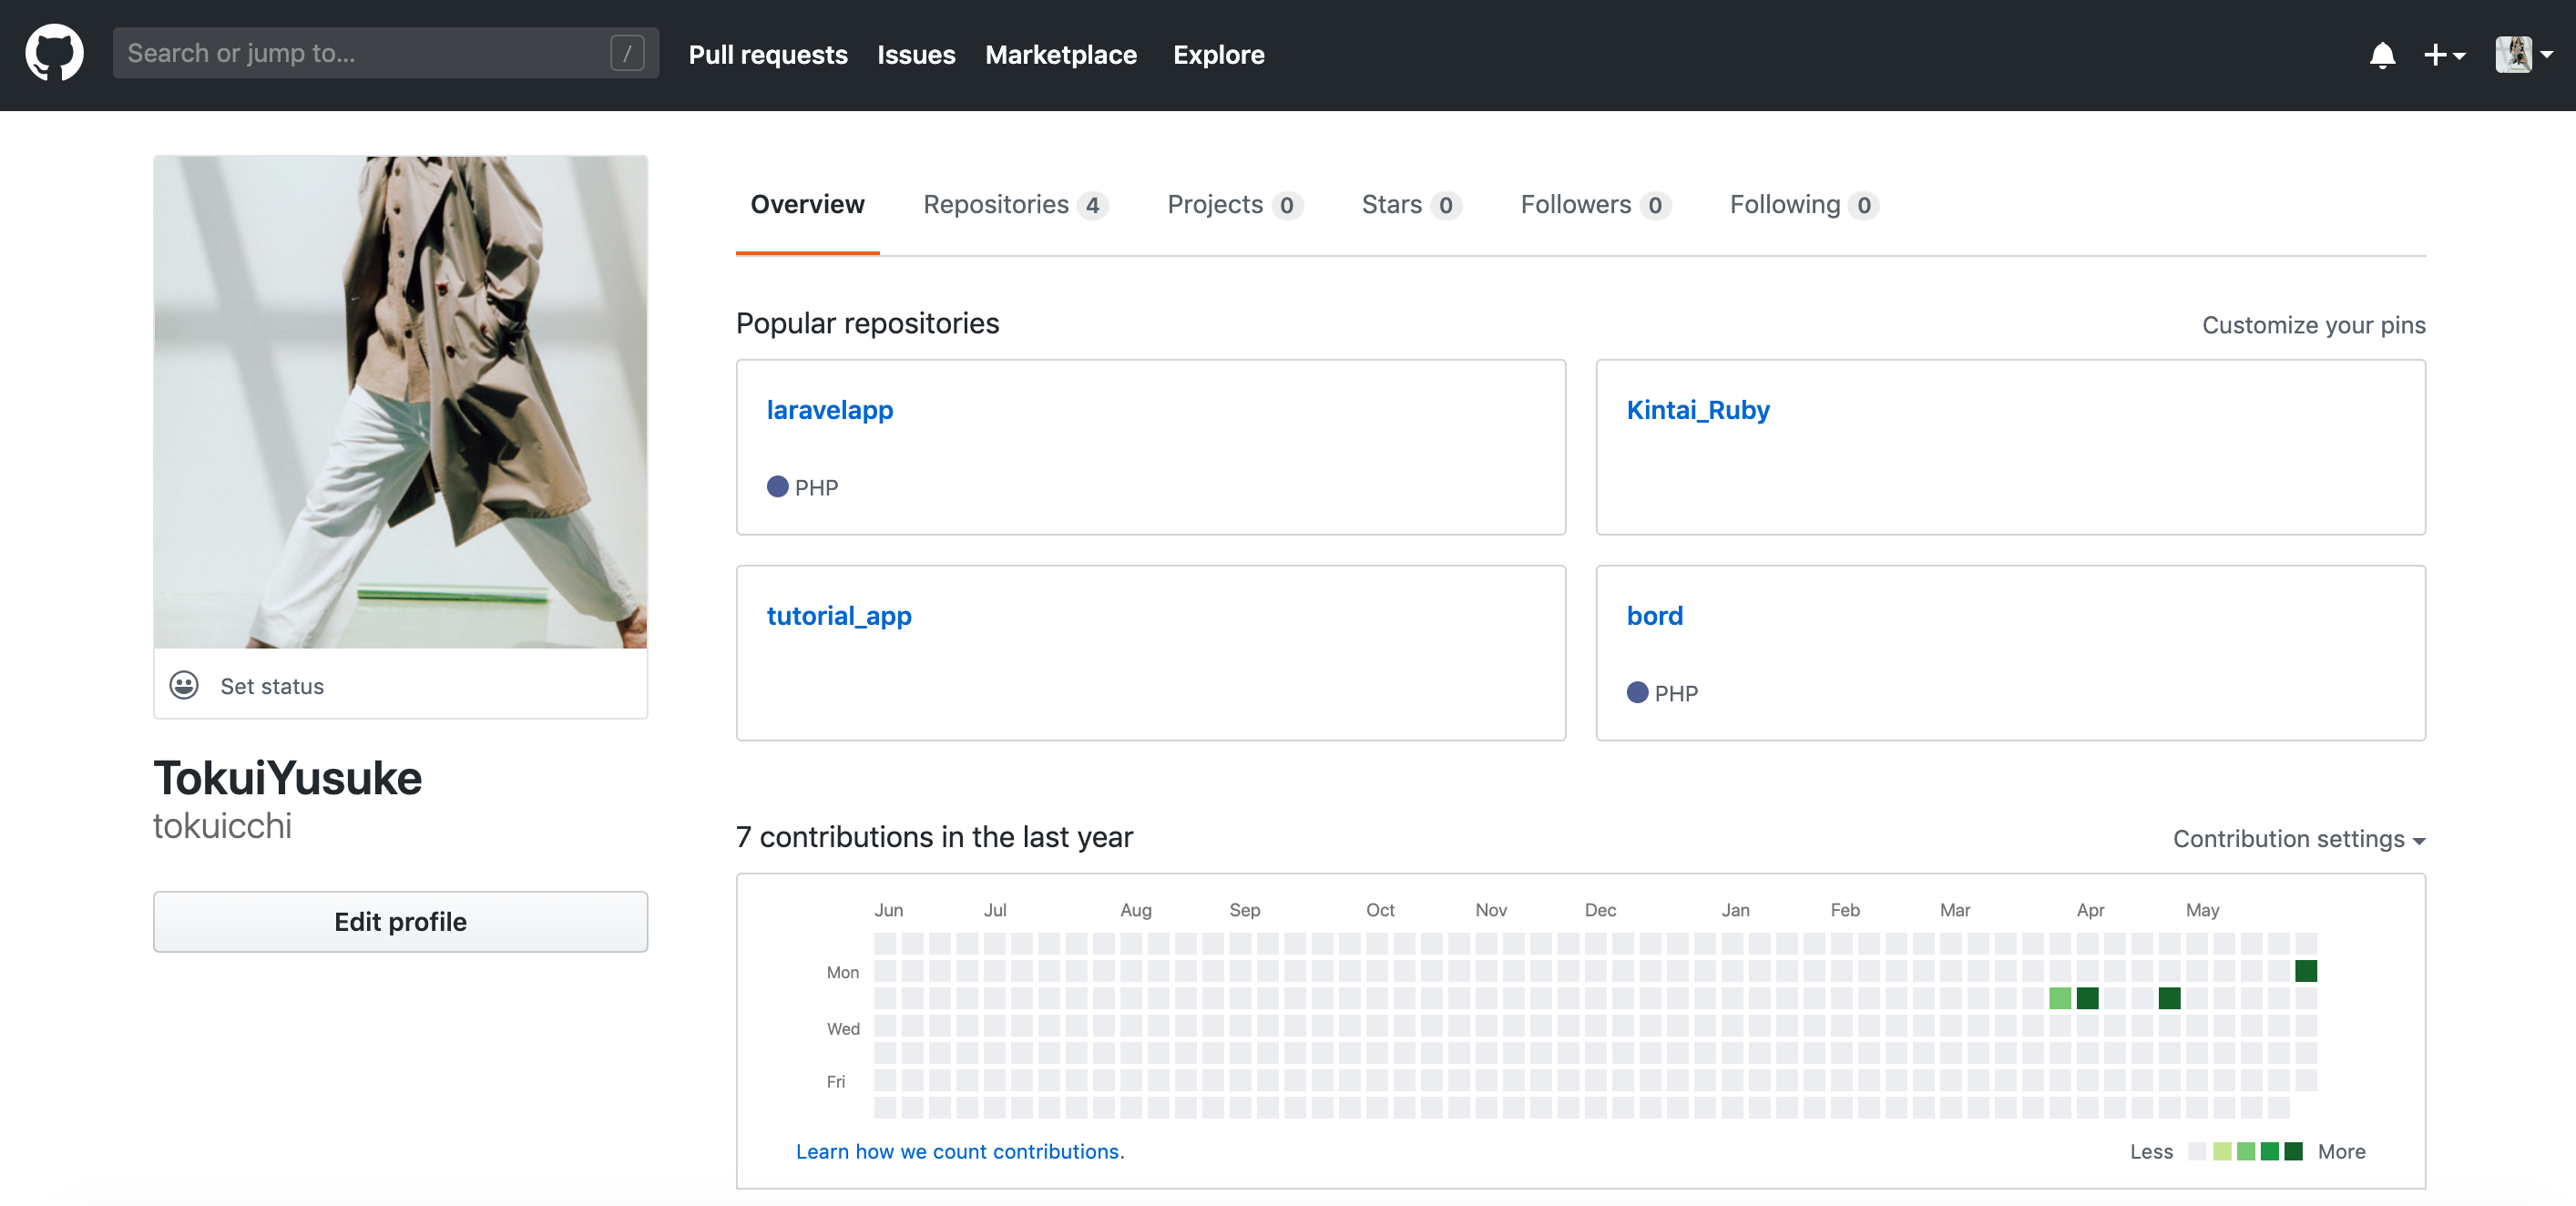 Search or jump to... /
Pull requests Issues Marketplace Explore
Overview Repositories 4 Projects 0 Stars 0 Followers 0 Following 0
Popular repositories Customize your pins
laravelapp
PHP
Kintai_Ruby
tutorial_app
bord
PHP
Set status
TokuiYusuke
tokuicchi
Edit profile
7 contributions in the last year Contribution settings
Jun Jul Aug Sep Oct Nov Dec Jan Feb Mar Apr May
Mon
Wed
Fri
Learn how we count contributions. Less More